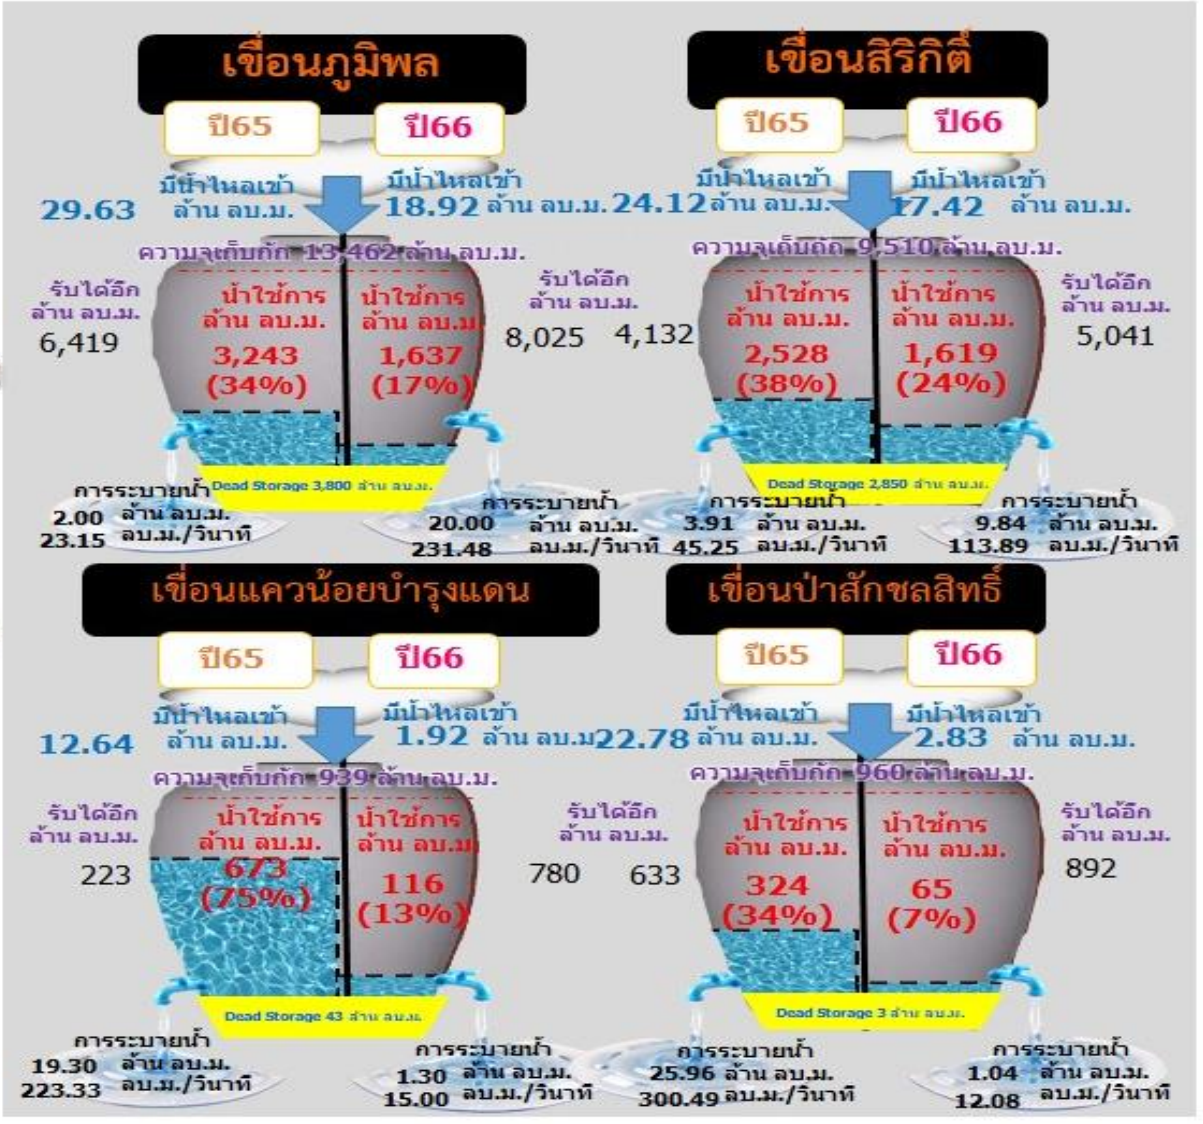 เขื่อนภูมิพล
ปี65
ปี66
มีน้ำไหลเข้า
29.63 ล้าน ลบ.ม.
มีน้ำไหลเข้า
18.92 ล้าน ลบ.ม.
ความจุเก็บกัก 13,462 ล้าน ลบ.ม.
รับได้อีก
ล้าน ลบ.ม.
6,419
น้ำใช้การ
ล้าน ลบ.ม.
3,243
(34%)
น้ำใช้การ
ล้าน ลบ.ม
1,637
(17%)
รับได้อีก
ล้าน ลบ.ม.
8,025
Dead Storage 3,800 ล้าน ลบ.ม.
การระบายน้ำ
2.00 ล้าน ลบ.ม.
23.15 ลบ.ม./วินาที
การระบายน้ำ
20.00 ล้าน ลบ.ม.
231.48 ลบ.ม./วินาที
เขื่อนสิริกิติ์
ปี65
ปี66
มีน้ำไหลเข้า
24.12 ล้าน ลบ.ม.
มีน้ำไหลเข้า
17.42 ล้าน ลบ.ม.
ความจุเก็บกัก 9,510 ล้าน ลบ.ม.
4,132
น้ำใช้การ
ล้าน ลบ.ม.
2,528
(38%)
น้ำใช้การ
ล้าน ลบ.ม.
1,619
(24%)
รับได้อีก
ล้าน ลบ.ม.
5,041
Dead Storage 2,850 ล้าน ลบ.ม.
การระบายน้ำ
3.91 ล้าน ลบ.ม.
45.25 ลบ.ม./วินาที
การระบายน้ำ
9.84 ล้าน ลบ.ม.
113.89 ลบ.ม./วินาที
เขื่อนแควน้อยบำรุงแดน
ปี65
ปี66
มีน้ำไหลเข้า
12.64 ล้าน ลบ.ม.
มีน้ำไหลเข้า
1.92 ล้าน ลบ.ม
ความจุเก็บกัก 939 ล้าน ลบ.ม.
รับได้อีก
ล้าน ลบ.ม.
223
น้ำใช้การ
ล้าน ลบ.ม.
673
(75%)
น้ำใช้การ
ล้าน ลบ.ม
116
(13%)
รับได้อีก
ล้าน ลบ.ม.
780
Dead Storage 43 ล้าน ลบ.ม.
การระบายน้ำ
19.30 ล้าน ลบ.ม.
223.33 ลบ.ม./วินาที
การระบายน้ำ
1.30 ล้าน ลบ.ม.
15.00 ลบ.ม./วินาที
เขื่อนป่าสักชลสิทธิ์
ปี65
ปี66
มีน้ำไหลเข้า
22.78 ล้าน ลบ.ม.
มีน้ำไหลเข้า
2.83 ล้าน ลบ.ม.
ความจุเก็บกัก 960 ล้าน ลบ.ม.
633
น้ำใช้การ
ล้าน ลบ.ม.
324
(34%)
น้ำใช้การ
ล้าน ลบ.ม.
65
(7%)
รับได้อีก
ล้าน ลบ.ม.
892
Dead Storage 3 ล้าน ลบ.ม.
การระบายน้ำ
25.96 ล้าน ลบ.ม.
300.49 ลบ.ม./วินาที
การระบายน้ำ
1.04 ล้าน ลบ.ม.
12.08 ลบ.ม./วินาที